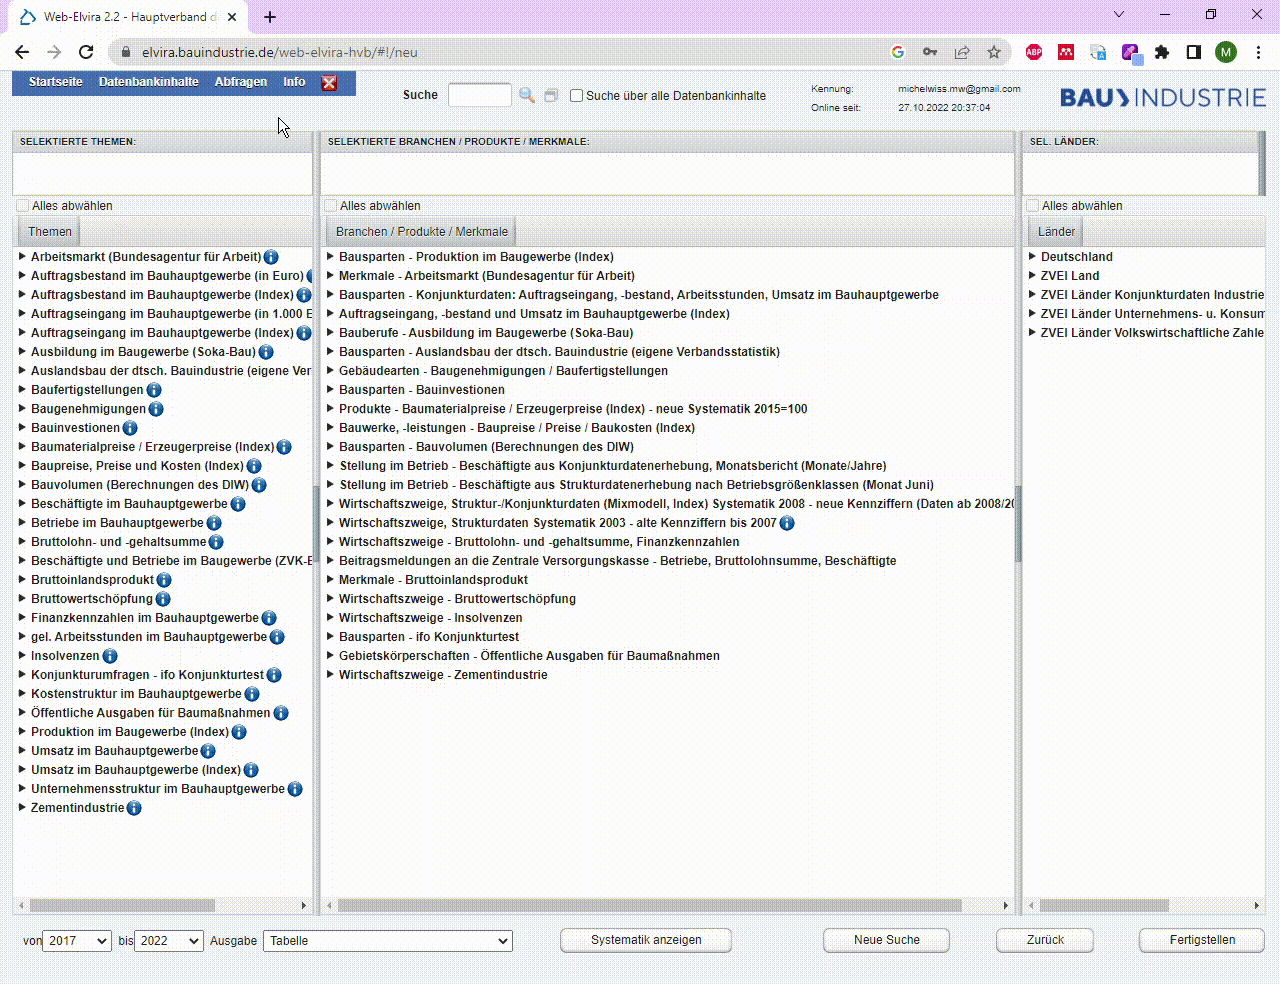 Web-Elvira 2.2 - Hauptverband d
elvira.bauindustrie.de/web-elvira-hvb/#!/neu
ABP
M
Startseite Datenbankinhalte Abfragen Info
Suche
Suche über alle Datenbankinhalte
Kennung: michelwiss.mw@gmail.com
Online seit: 27.10.2022 20:37:04
BAU INDUSTRIE
SELEKTIERTE THEMEN:
Alles abwählen
Themen
Arbeitsmarkt (Bundesagentur für Arbeit)
Auftragsbestand im Bauhauptgewerbe (in Euro)
Auftragsbestand im Bauhauptgewerbe (Index)
Auftragseingang im Bauhauptgewerbe (in 1.000 E
Auftragseingang im Bauhauptgewerbe (Index)
Ausbildung im Baugewerbe (Soka-Bau)
Auslandsbau der dtsch. Bauindustrie (eigene Ver
Baufertigstellungen
Baugenehmigungen
Bauinvestionen
Baumaterialpreise / Erzeugerpreise (Index)
Baupreise, Preise und Kosten (Index)
Bauvolumen (Berechnungen des DIW)
Beschäftigte im Bauhauptgewerbe
Betriebe im Bauhauptgewerbe
Bruttolohn- und -gehaltsumme
Beschäftigte und Betriebe im Baugewerbe (ZVK-E
Bruttoinlandsprodukt
Bruttowertschöpfung
Finanzkennzahlen im Bauhauptgewerbe
gel. Arbeitsstunden im Bauhauptgewerbe
Insolvenzen
Konjunkturumfragen - ifo Konjunkturtest
Kostenstruktur im Bauhauptgewerbe
Öffentliche Ausgaben für Baumaßnahmen
Produktion im Baugewerbe (Index)
Umsatz im Bauhauptgewerbe
Umsatz im Bauhauptgewerbe (Index)
Unternehmensstruktur im Bauhauptgewerbe
Zementindustrie
SELEKTIERTE BRANCHEN / PRODUKTE / MERKMALE:
Alles abwählen
Branchen / Produkte / Merkmale
Bausparten - Produktion im Baugewerbe (Index)
Merkmale - Arbeitsmarkt (Bundesagentur für Arbeit)
Bausparten - Konjunkturdaten: Auftragseingang, -bestand, Arbeitsstunden, Umsatz im Bauhauptgewerbe
Auftragseingang, -bestand und Umsatz im Bauhauptgewerbe (Index)
Bauberufe - Ausbildung im Baugewerbe (Soka-Bau)
Bausparten - Auslandsbau der dtsch. Bauindustrie (eigene Verbandsstatistik)
Gebäudearten - Baugenehmigungen / Baufertigstellungen
Bausparten - Bauinvestionen
Produkte - Baumaterialpreise / Erzeugerpreise (Index) - neue Systematik 2015=100
Bauwerke, -leistungen - Baupreise / Preise / Baukosten (Index)
Bausparten - Bauvolumen (Berechnungen des DIW)
Stellung im Betrieb - Beschäftigte aus Konjunkturdatenerhebung, Monatsbericht (Monate/Jahre)
Stellung im Betrieb - Beschäftigte aus Strukturdatenerhebung nach Betriebsgrößenklassen (Monat Juni)
Wirtschaftszweige, Struktur-/Konjunkturdaten (Mixmodell, Index) Systematik 2008 - neue Kennziffern (Daten ab 2008/20
Wirtschaftszweige, Strukturdaten Systematik 2003 - alte Kennziffern bis 2007
Wirtschaftszweige - Bruttolohn- und -gehaltsumme, Finanzkennzahlen
Beitragsmeldungen an die Zentrale Versorgungskasse - Betriebe, Bruttolohnsumme, Beschäftigte
Merkmale - Bruttoinlandsprodukt
Wirtschaftszweige - Bruttowertschöpfung
Wirtschaftszweige - Insolvenzen
Bausparten - ifo Konjunkturtest
Gebietskörperschaften - Öffentliche Ausgaben für Baumaßnahmen
Wirtschaftszweige - Zementindustrie
SEL. LÄNDER:
Alles abwählen
Länder
Deutschland
ZVEI Land
ZVEI Länder Konjunkturdaten Industrie
ZVEI Länder Unternehmens- u. Konsum
ZVEI Länder Volkswirtschaftliche Zahle
von 2017 bis 2022 Ausgabe Tabelle Systematik anzeigen Neue Suche Zurück Fertigstellen